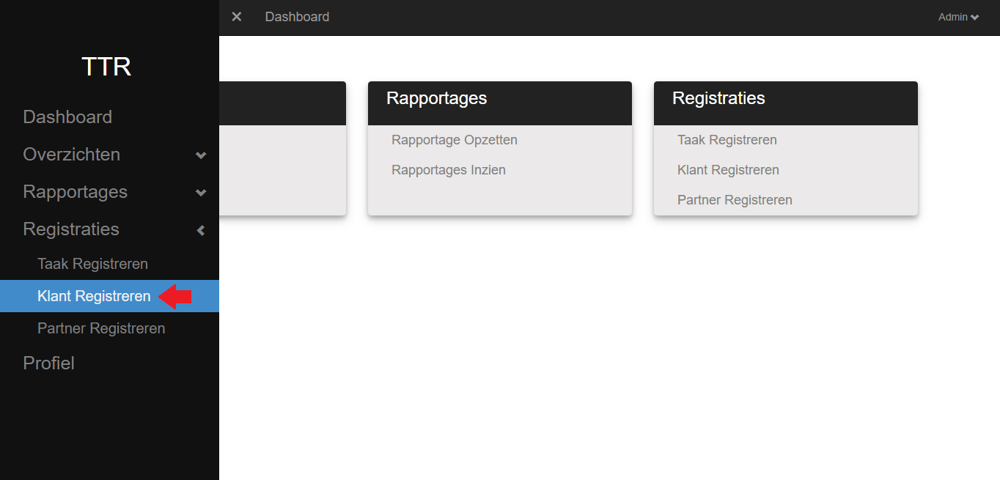 Dashboard
Admin
TTR
Dashboard
Overzichten
Rapportages
Registraties
Taak Registreren
Klant Registreren
Partner Registreren
Profiel
Rapportages
Rapportage Opzetten
Rapportages Inzien
Registraties
Taak Registreren
Klant Registreren
Partner Registreren